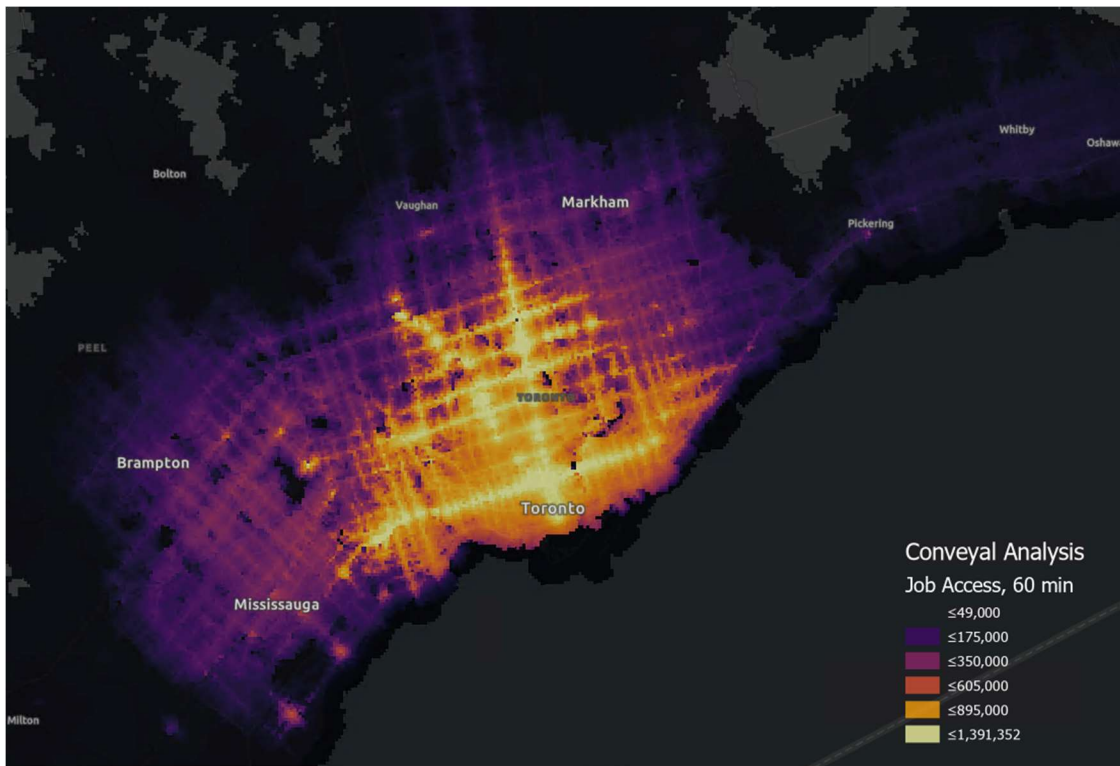 Whitby
Oshawa
Bolton
Vaughan
Markham
Pickering
PEEL
TORONTO
Brampton
Toronto
Mississauga
Milton
Conveyal Analysis
Job Access, 60 min
≤49,000
≤175,000
≤350,000
≤605,000
≤895,000
≤1,391,352